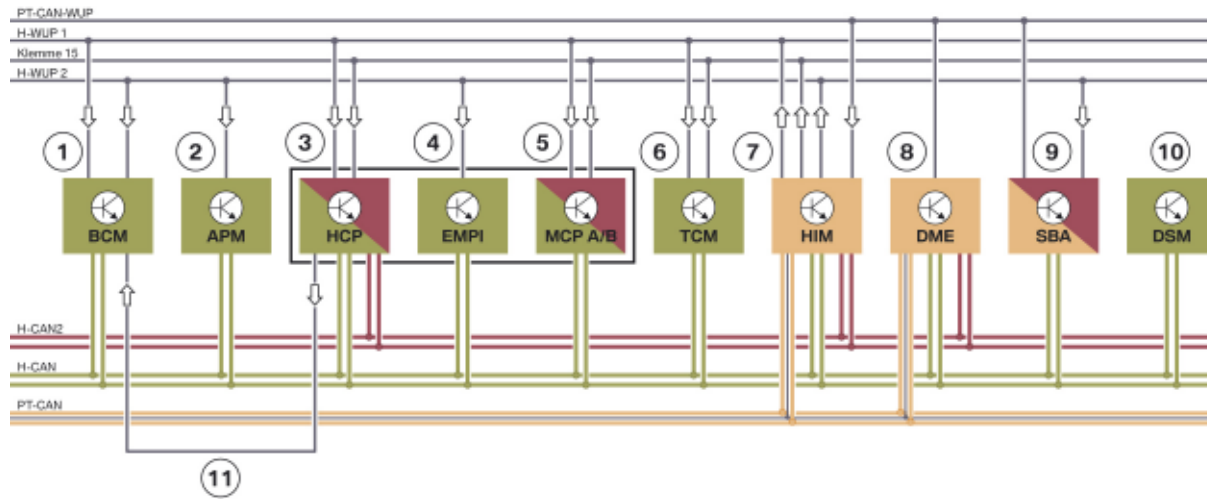 PT-CAN-WUP
H-WUP 1
Klemme 15
H-WUP 2
1
2
3
4
5
6
7
8
9
10
BCM
APM
HCP
EMPI
MCP A/B
TCM
HIM
DME
SBA
DSM
H-CAN2
H-CAN
PT-CAN
11